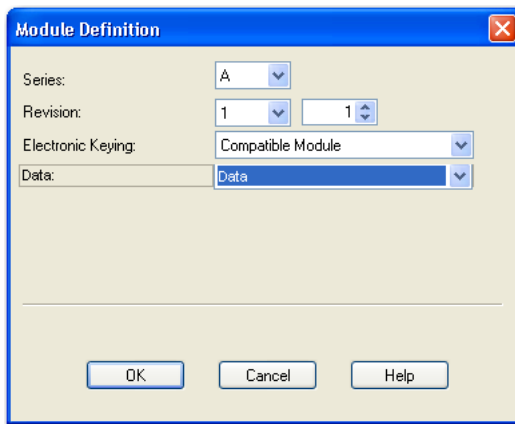 Module Definition
Series: A
Revision: 1 1
Electronic Keying: Compatible Module
Data: Data
OK Cancel Help